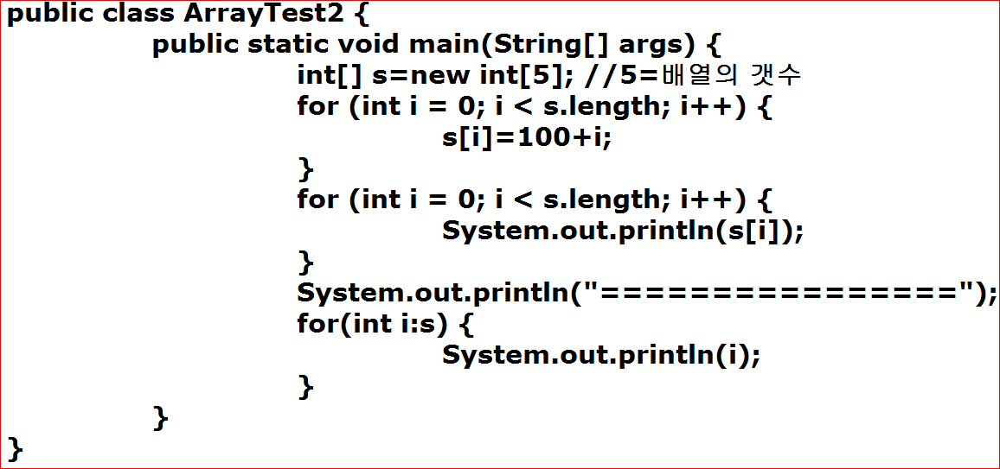 public class ArrayTest2 {
public static void main(String[] args) {
int[] s=new int[5]; //5=배열의 갯수
for (int i = 0; i < s.length; i++) {
s[i]=100+i;
}
for (int i = 0; i < s.length; i++) {
System.out.println(s[i]);
}
System.out.println("================");
for(int i:s) {
System.out.println(i);
}
}
}